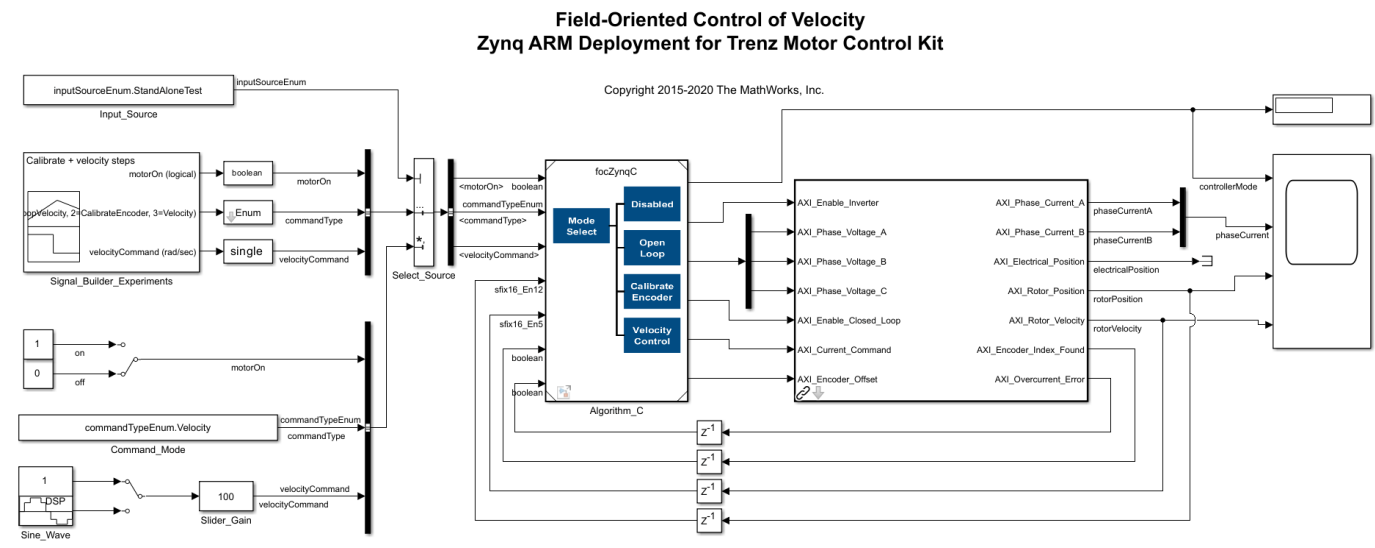 Field-Oriented Control of Velocity
Zynq ARM Deployment for Trenz Motor Control Kit
Copyright 2015-2020 The MathWorks, Inc.
inputSourceEnum.StandAloneTest
inputSourceEnum
Input_Source
Calibrate + velocity steps
motorOn (logical)
boolean
motorOn
opVelocity, 2=CalibrateEncoder, 3=Velocity)
Enum
commandType
velocityCommand (rad/sec)
single
velocityCommand
Signal_Builder_Experiments
...
*,
Select_Source
<motorOn>
boolean
commandTypeEnum
<commandType>
<velocityCommand>
sfix16_En12
sfix16_En5
boolean
boolean
focZynqC
Mode
Select
Disabled
Open
Loop
Calibrate
Encoder
Velocity
Control
Algorithm_C
AXI_Enable_Inverter
AXI_Phase_Voltage_A
AXI_Phase_Voltage_B
AXI_Phase_Voltage_C
AXI_Enable_Closed_Loop
AXI_Current_Command
AXI_Encoder_Offset
AXI_Phase_Current_A
AXI_Phase_Current_B
AXI_Electrical_Position
AXI_Rotor_Position
AXI_Rotor_Velocity
AXI_Encoder_Index_Found
AXI_Overcurrent_Error
phaseCurrentA
phaseCurrentB
electricalPosition
rotorPosition
rotorVelocity
controllerMode
phaseCurrent
1
on
0
off
motorOn
commandTypeEnum.Velocity
commandTypeEnum
commandType
Command_Mode
1
DSP
Sine_Wave
100
Slider_Gain
velocityCommand
velocityCommand
z-1
z-1
z-1
z-1